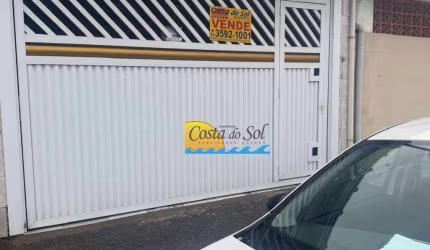 Costa do Sol
VENDE
3592-1001
Costa do Sol